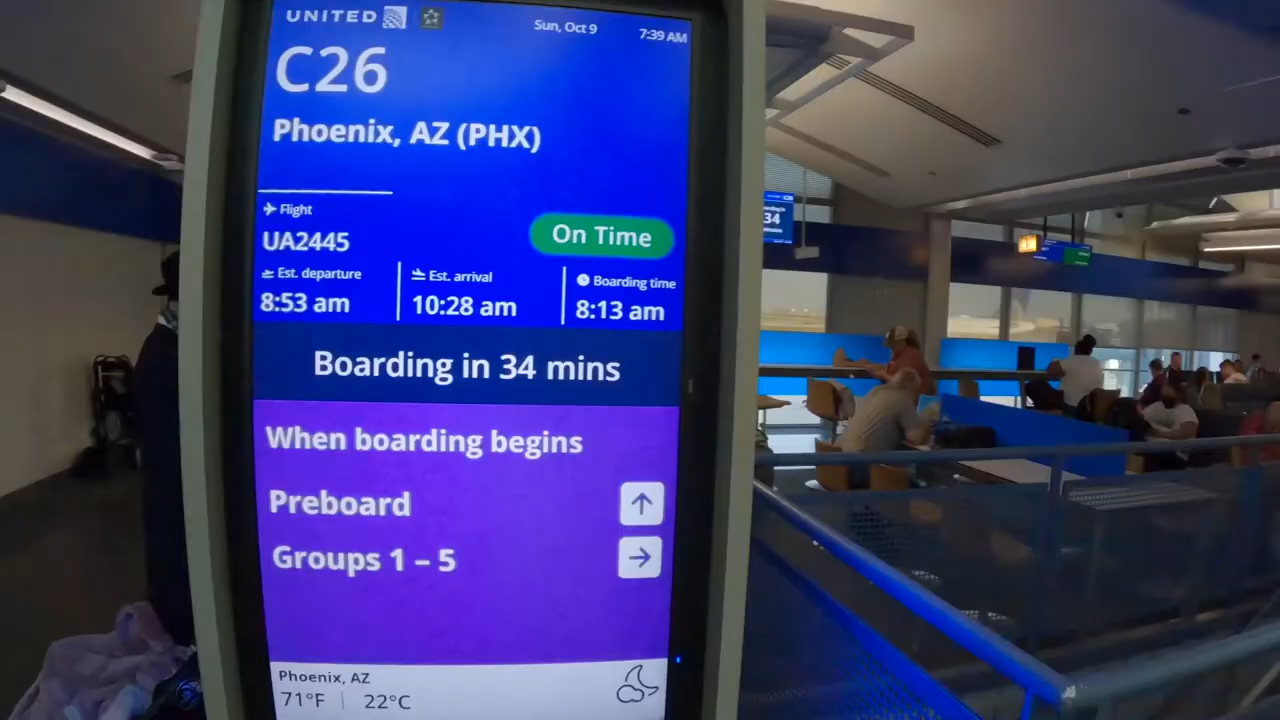 UNITED
Sun, Oct 9
7:39 AM
C26
Phoenix, AZ (PHX)
Flight
UA2445
On Time
Est. departure
Est. arrival
Boarding time
8:53 am
10:28 am
8:13 am
Boarding in 34 mins
When boarding begins
Preboard
Groups 1 – 5
Phoenix, AZ
71°F
22°C
34